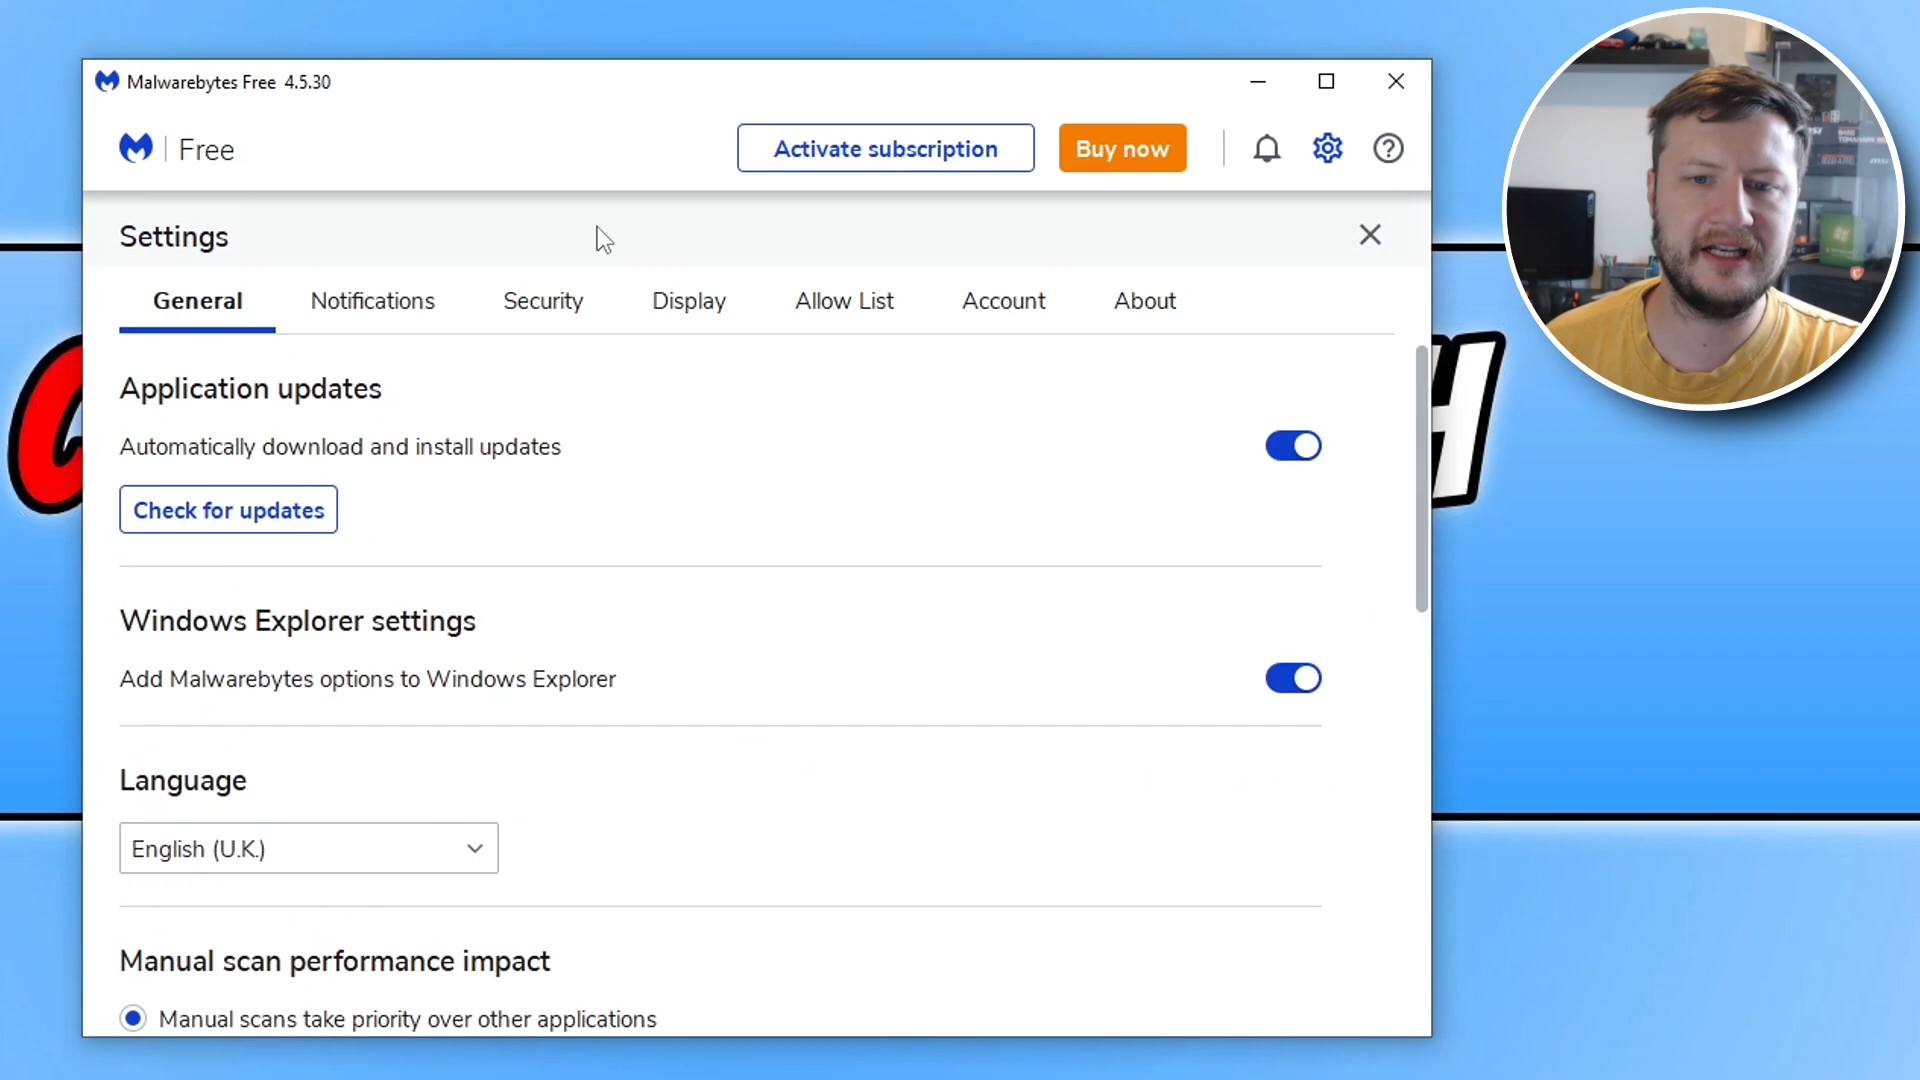 Malwarebytes Free 4.5.30
Free
Activate subscription
Buy now
Settings
General
Notifications
Security
Display
Allow List
Account
About
Application updates
Automatically download and install updates
Check for updates
Windows Explorer settings
Add Malwarebytes options to Windows Explorer
Language
English (U.K.)
Manual scan performance impact
Manual scans take priority over other applications